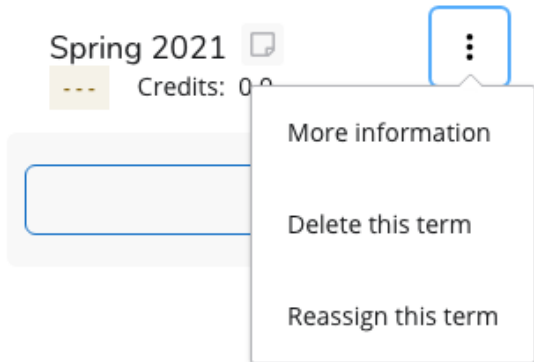 Spring 2021
--- Credits:
More information
Delete this term
Reassign this term